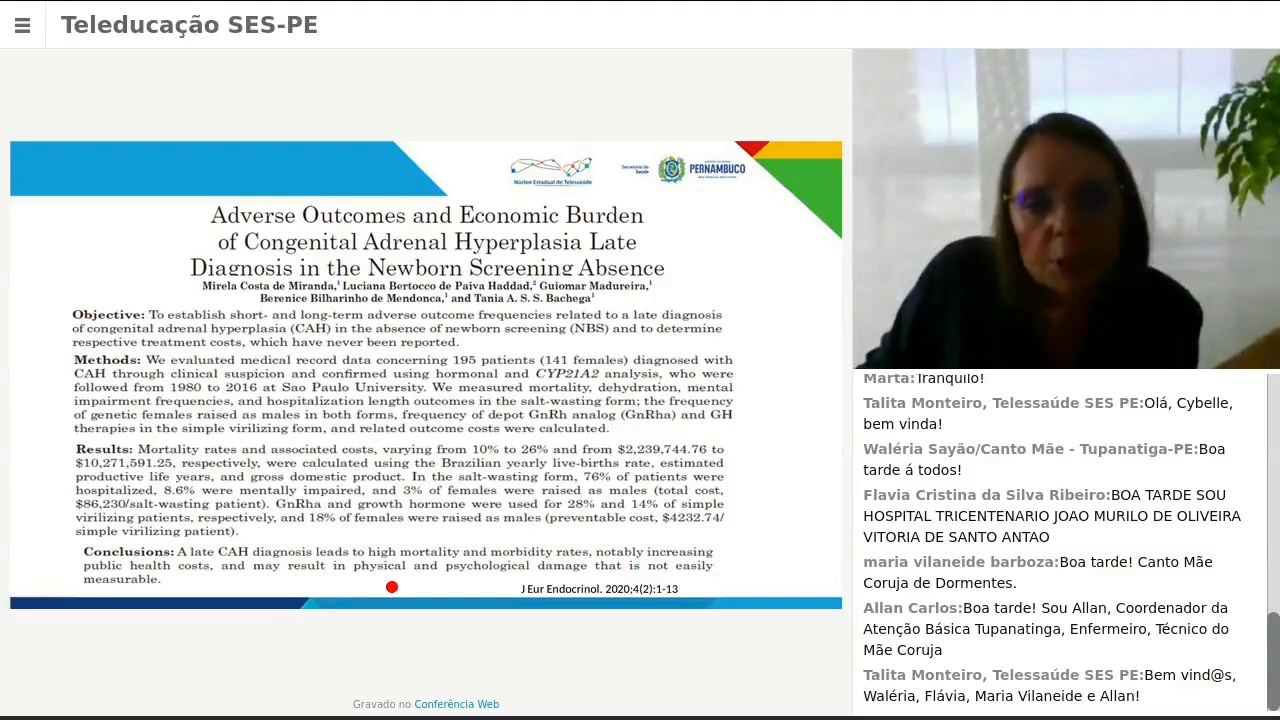 Teleducação SES-PE
Núcleo Estadual de Telessaúde
Secretaria de
Saúde
PERNAMBUCO
Adverse Outcomes and Economic Burden
of Congenital Adrenal Hyperplasia Late
Diagnosis in the Newborn Screening Absence
Mirela Costa de Miranda,1 Luciana Bertocco de Paiva Haddad,2 Guiomar Madureira,1
Berenice Bilharinho de Mendonca,1 and Tania A. S. S. Bachega1
Objective: To establish short- and long-term adverse outcome frequencies related to a late diagnosis
of congenital adrenal hyperplasia (CAH) in the absence of newborn screening (NBS) and to determine
respective treatment costs, which have never been reported.
Methods: We evaluated medical record data concerning 195 patients (141 females) diagnosed with
CAH through clinical suspicion and confirmed using hormonal and CYP21A2 analysis, who were
followed from 1980 to 2016 at Sao Paulo University. We measured mortality, dehydration, mental
impairment frequencies, and hospitalization length outcomes in the salt-wasting form; the frequency
of genetic females raised as males in both forms, frequency of depot GnRh analog (GnRha) and GH
therapies in the simple virilizing form, and related outcome costs were calculated.
Results: Mortality rates and associated costs, varying from 10% to 26% and from $2,239,744.76 to
$10,271,591.25, respectively, were calculated using the Brazilian yearly live-births rate, estimated
productive life years, and gross domestic product. In the salt-wasting form, 76% of patients were
hospitalized, 8.6% were mentally impaired, and 3% of females were raised as males (total cost,
$86,230/salt-wasting patient). GnRha and growth hormone were used for 28% and 14% of simple
virilizing patients, respectively, and 18% of females were raised as males (preventable cost, $4232.74/
simple virilizing patient).
Conclusions: A late CAH diagnosis leads to high mortality and morbidity rates, notably increasing
public health costs, and may result in physical and psychological damage that is not easily
measurable.
J Eur Endocrinol. 2020;4(2):1-13
Gravado no Conferência Web
Marta:Tranquilo!
Talita Monteiro, Telessaúde SES PE:Olá, Cybelle,
bem vinda!
Waléria Sayão/Canto Mãe - Tupanatiga-PE:Boa
tarde á todos!
Flavia Cristina da Silva Ribeiro:BOA TARDE SOU
HOSPITAL TRICENTENARIO JOAO MURILO DE OLIVEIRA
VITORIA DE SANTO ANTAO
maria vilaneide barboza:Boa tarde! Canto Mãe
Coruja de Dormentes.
Allan Carlos:Boa tarde! Sou Allan, Coordenador da
Atenção Básica Tupanatinga, Enfermeiro, Técnico do
Mãe Coruja
Talita Monteiro, Telessaúde SES PE:Bem vind@s,
Waléria, Flávia, Maria Vilaneide e Allan!